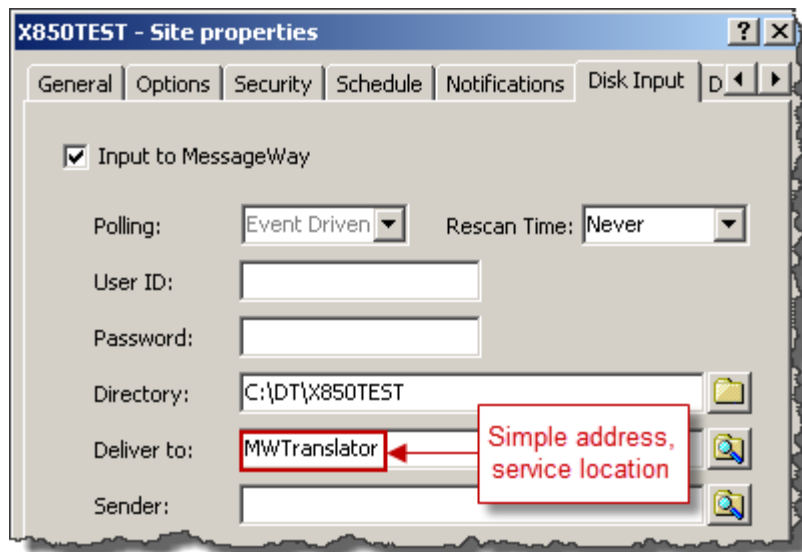 X850TEST - Site properties
General Options Security Schedule Notifications Disk Input D
Input to MessageWay
Polling: Event Driven Rescan Time: Never
User ID:
Password:
Directory: C:\DT\X850TEST
Deliver to: MWTranslator
Simple address,
service location
Sender: